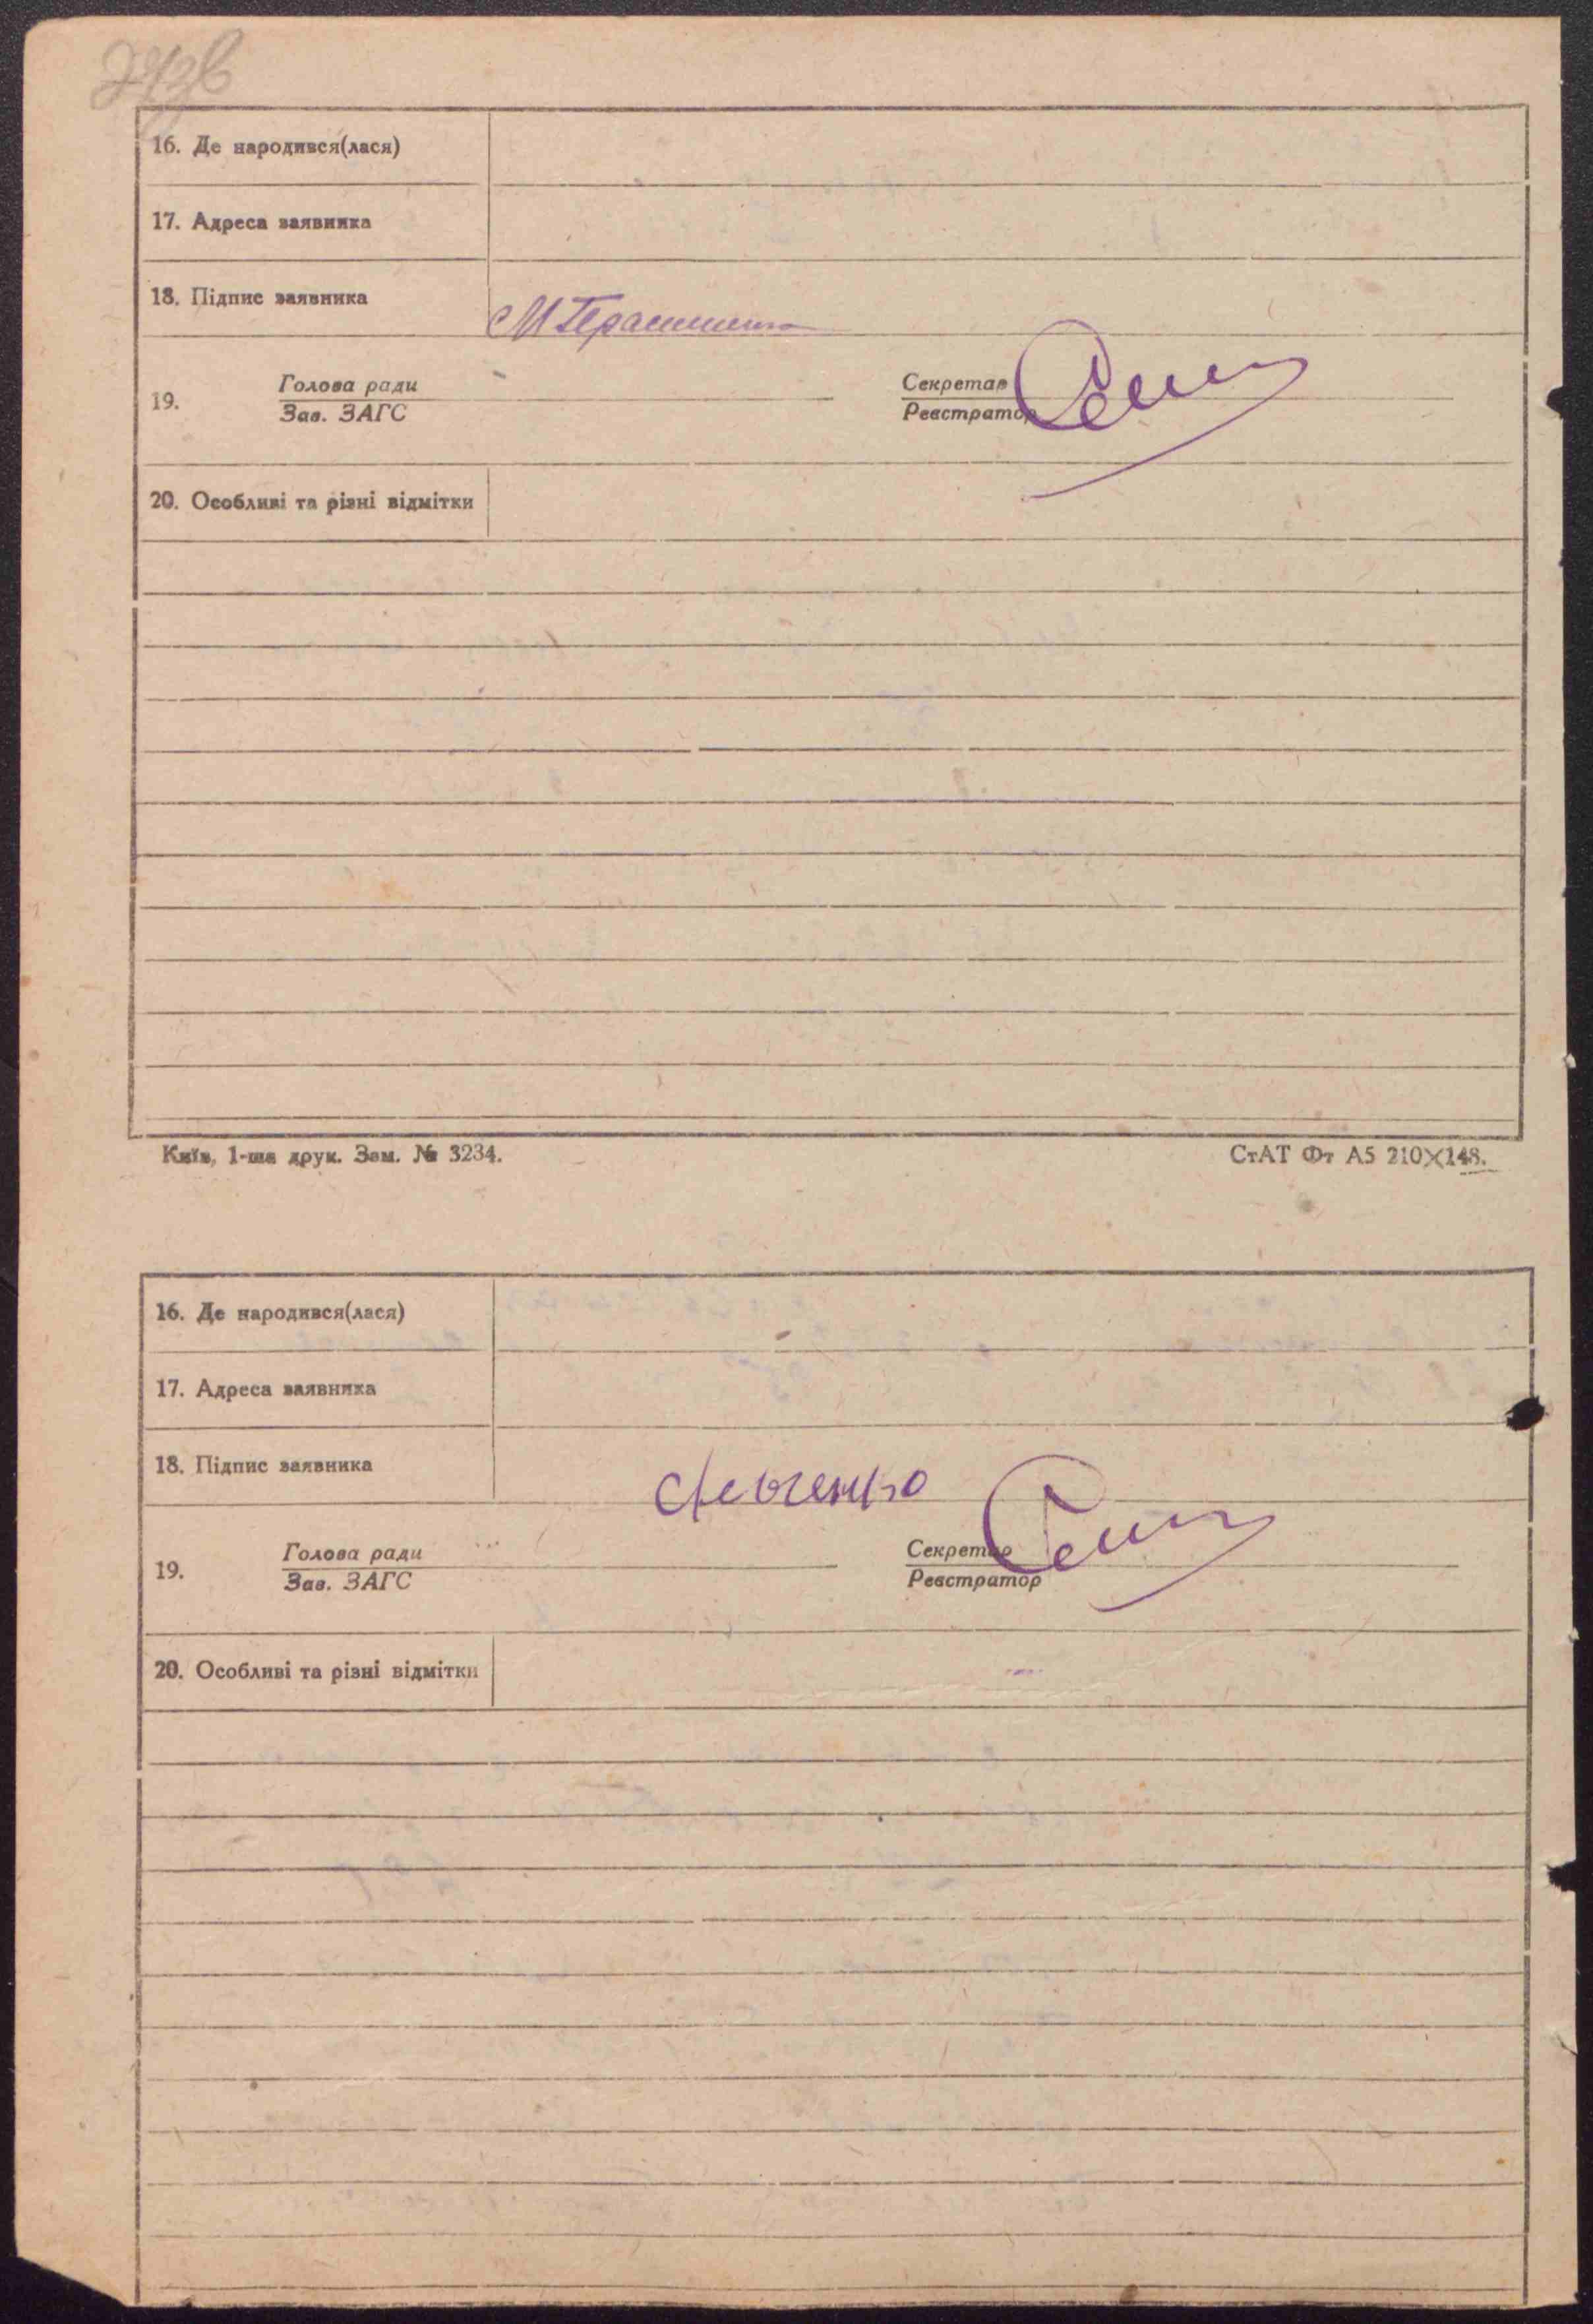 16. Де народився(лася)
17. Адреса заявника
18. Підпис заявника
19. Голова ради Секретар
Зав. ЗАГС Реєстратор
20. Особливі та різні відмітки
Київ, 1-ша друк. Зам. № 3234. СтАТ Фт А5 210×148.
16. Де народився(лася)
17. Адреса заявника
18. Підпис заявника
19. Голова ради Секретар
Зав. ЗАГС Реєстратор
20. Особливі та різні відмітки